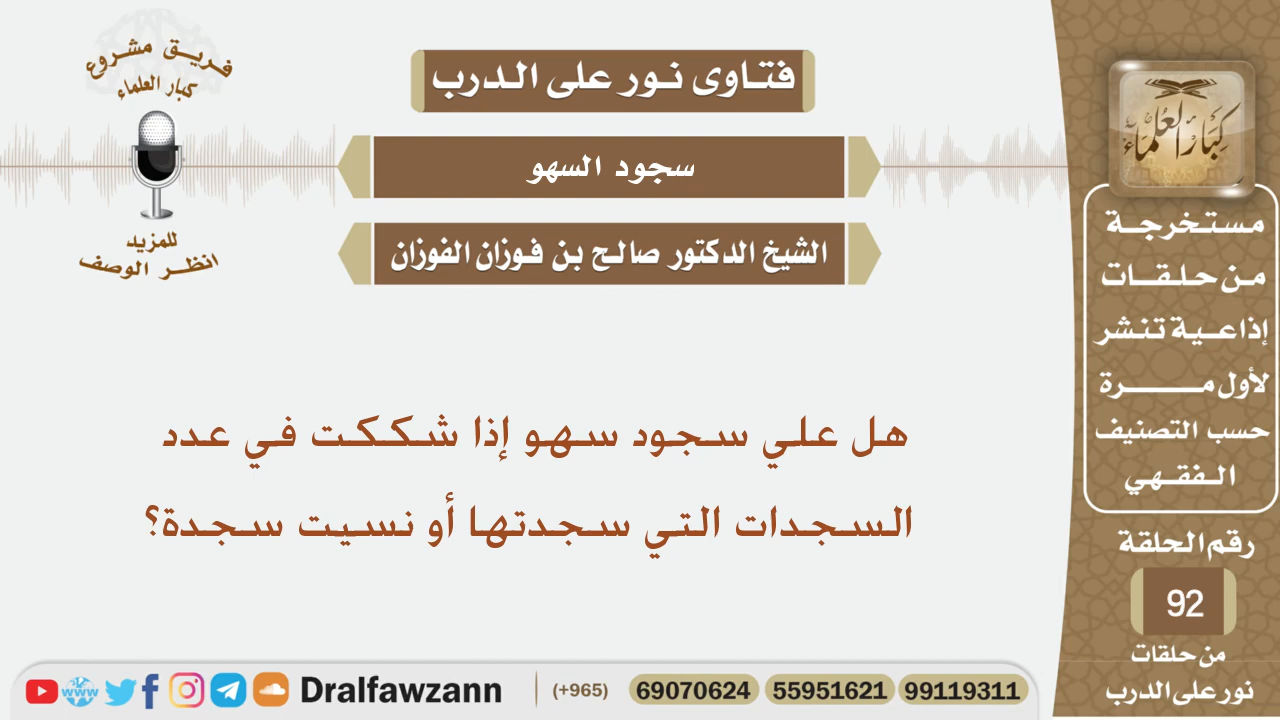 فتاوى نور على الدرب
سجود السهو
الشيخ الدكتور صالح بن فوزان الفوزان
فريق مشروع
كبار العلماء
للمزيد
انظر الوصف
كبار العلماء
مستخرجة
من حلقات
إذاعية تنشر
لأول مرة
حسب التصنيف
الفقهي
رقم الحلقة
92
من حلقات
نور على الدرب
هل علي سجود سهو إذا شككت في عدد
السجدات التي سجدتها أو نسيت سجدة؟
www Dralfawzann (+965) 69070624 55951621 99119311